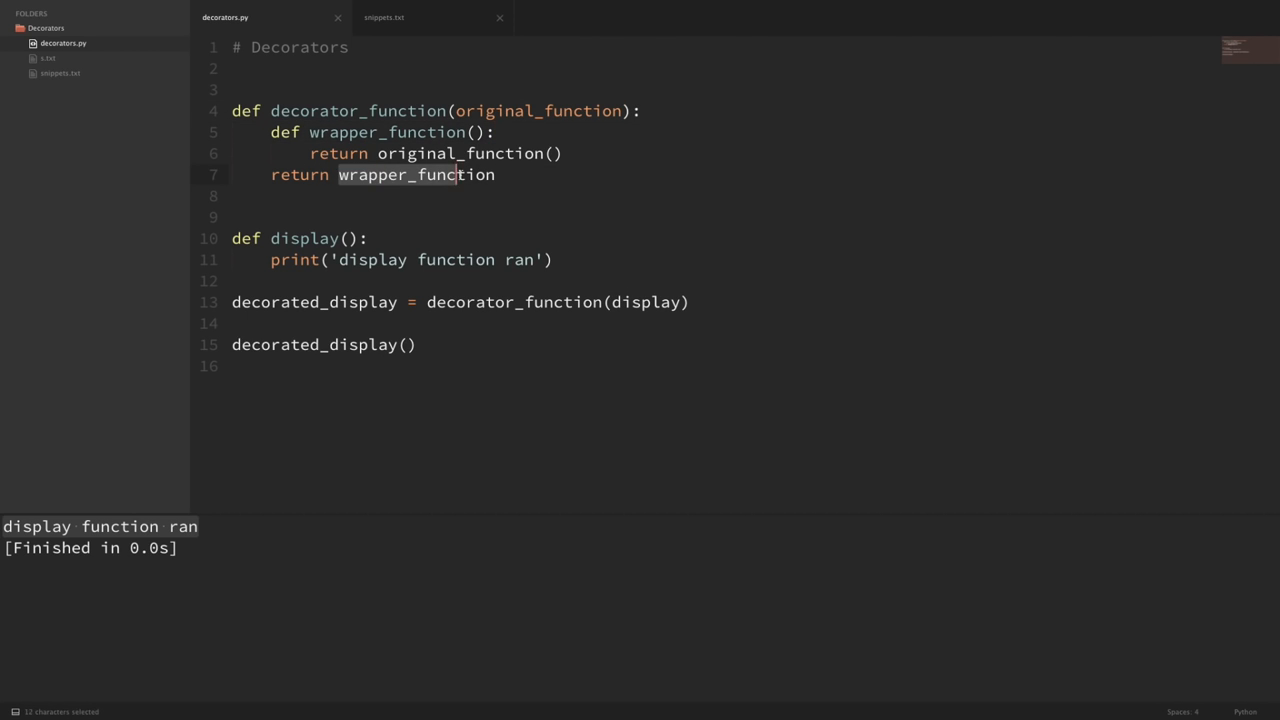 FOLDERS
Decorators
decorators.py
s.txt
snippets.txt
decorators.py
snippets.txt
1 # Decorators
2
3
4 def decorator_function(original_function):
5     def wrapper_function():
6         return original_function()
7     return wrapper_function
8
9
10 def display():
11     print('display function ran')
12
13 decorated_display = decorator_function(display)
14
15 decorated_display()
16
display function ran
[Finished in 0.0s]
12 characters selected
Spaces: 4
Python